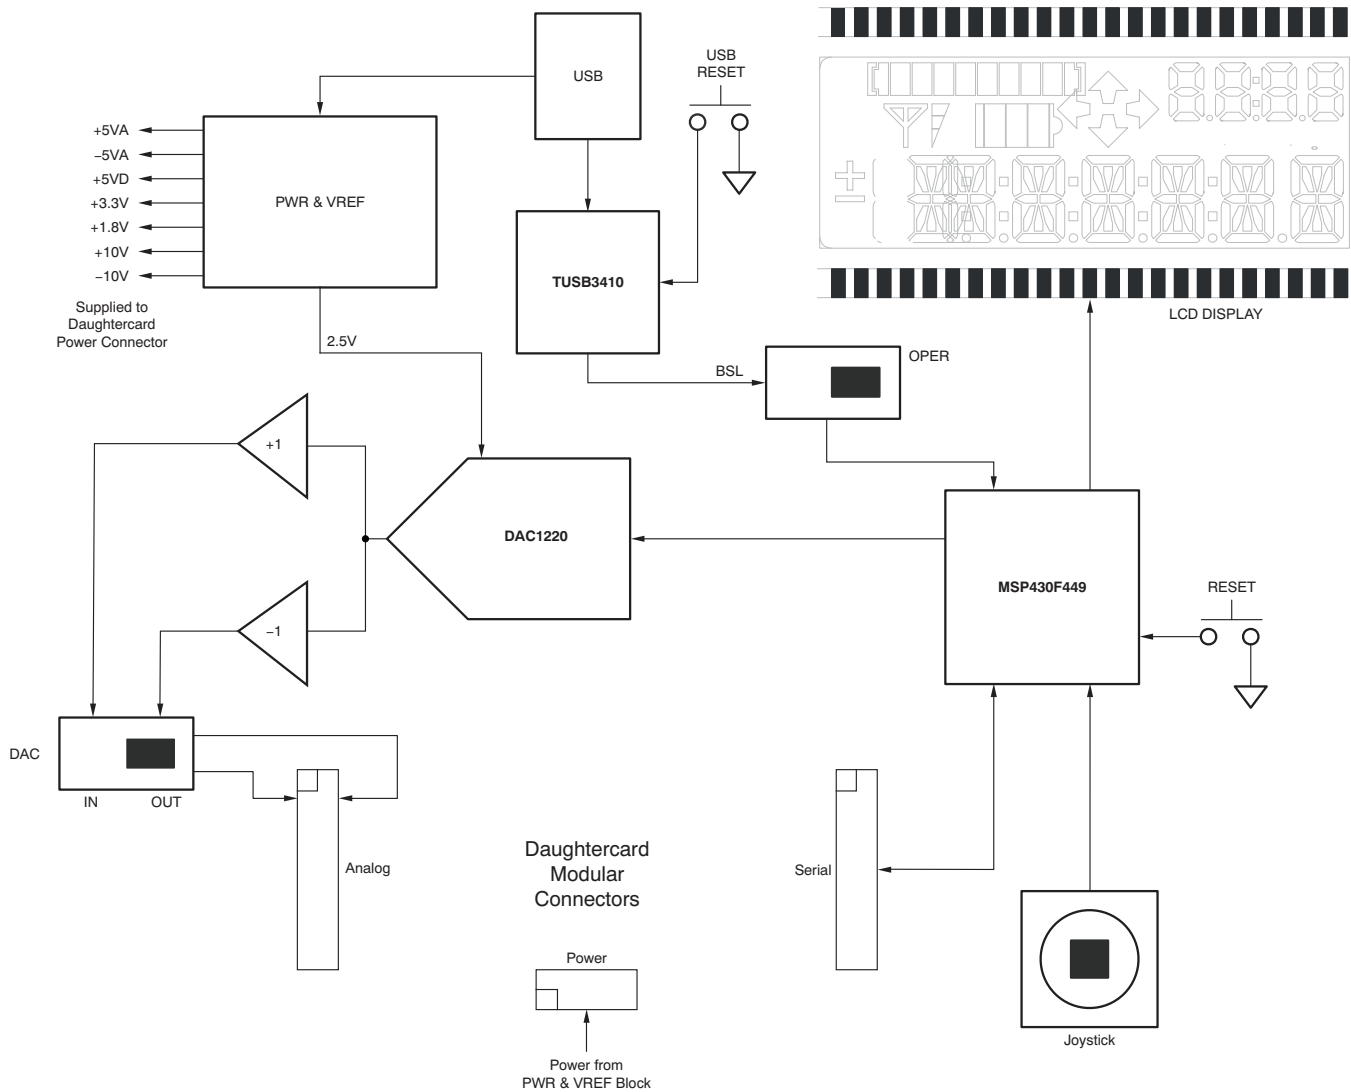 USB
USB
RESET
+5VA
−5VA
+5VD
+3.3V
+1.8V
+10V
−10V
PWR & VREF
Supplied to
Daughtercard
Power Connector
2.5V
TUSB3410
BSL
OPER
LCD DISPLAY
+1
−1
DAC1220
MSP430F449
RESET
DAC
IN
OUT
Analog
Daughtercard
Modular
Connectors
Serial
Power
Power from
PWR & VREF Block
Joystick